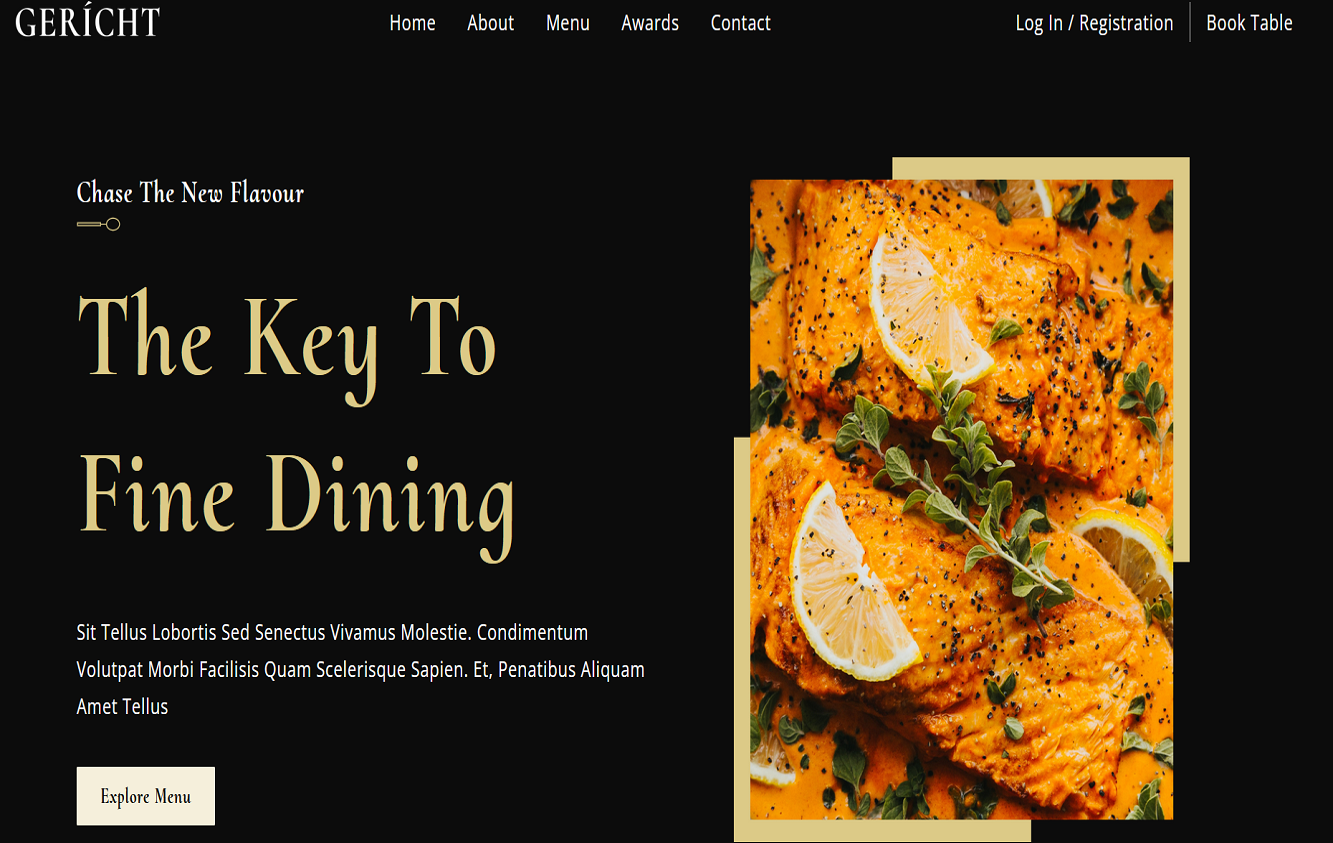 GERÍCHT
Home About Menu Awards Contact
Log In / Registration Book Table
Chase The New Flavour
The Key To
Fine Dining
Sit Tellus Lobortis Sed Senectus Vivamus Molestie. Condimentum
Volutpat Morbi Facilisis Quam Scelerisque Sapien. Et, Penatibus Aliquam
Amet Tellus
Explore Menu